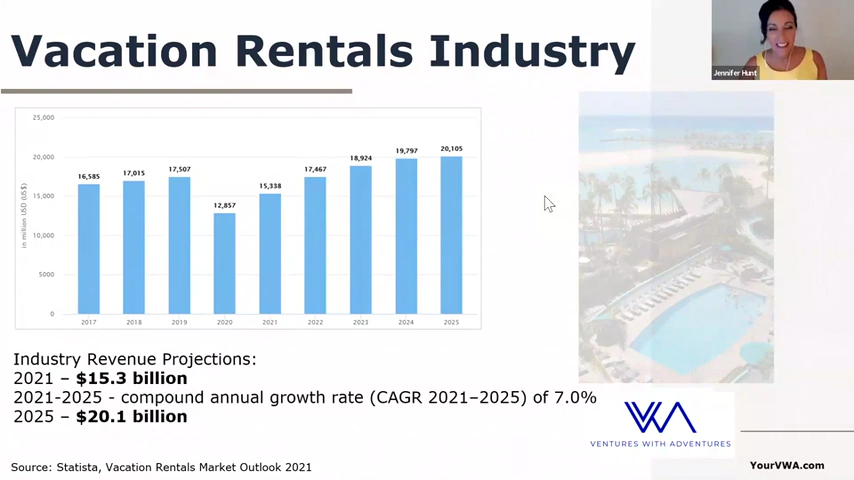 Vacation Rentals Industry
Jennifer Hunt
25,000
20,000
15,000
10,000
5000
0
in million USD (US$)
16,585
17,015
17,507
12,857
15,338
17,467
18,924
19,797
20,105
2017
2018
2019
2020
2021
2022
2023
2024
2025
Industry Revenue Projections:
2021 – $15.3 billion
2021-2025 - compound annual growth rate (CAGR 2021–2025) of 7.0%
2025 – $20.1 billion
VWA
VENTURES WITH ADVENTURES
Source: Statista, Vacation Rentals Market Outlook 2021
YourVWA.com